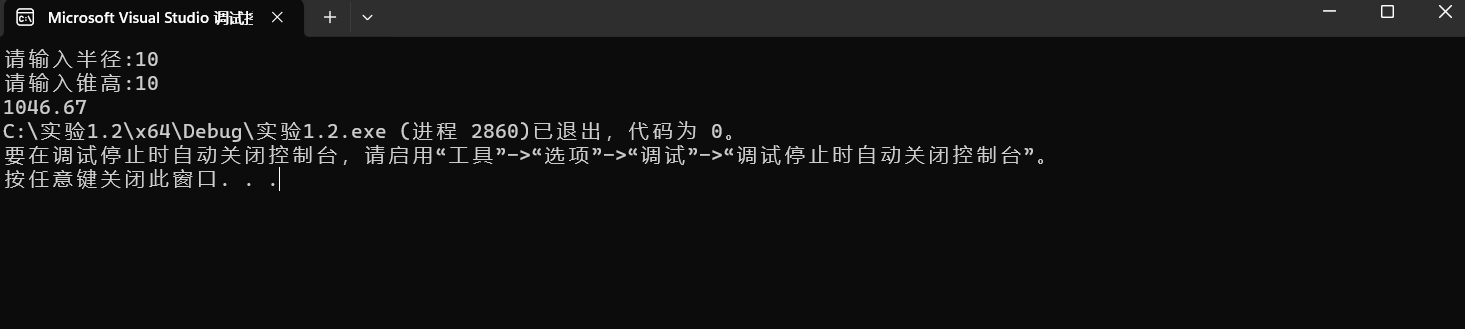 Microsoft Visual Studio 调试
请输入半径:10
请输入锥高:10
1046.67
C:\实验1.2\x64\Debug\实验1.2.exe (进程 2860)已退出，代码为 0。
要在调试停止时自动关闭控制台，请启用“工具”->“选项”->“调试”->“调试停止时自动关闭控制台”。
按任意键关闭此窗口. . .